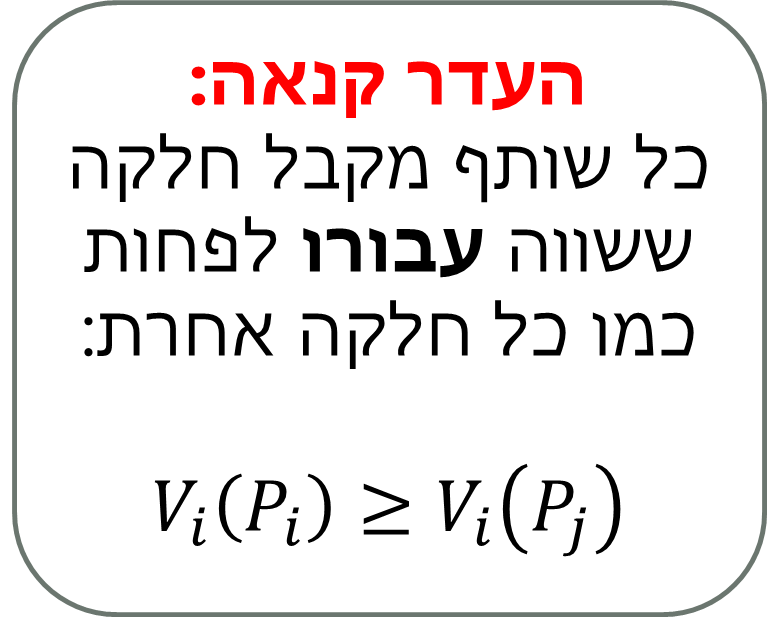 העדר קנאה:
כל שותף מקבל חלקה
ששווה עבורו לפחות
כמו כל חלקה אחרת:
V_i(P_i) ≥ V_i(P_j)